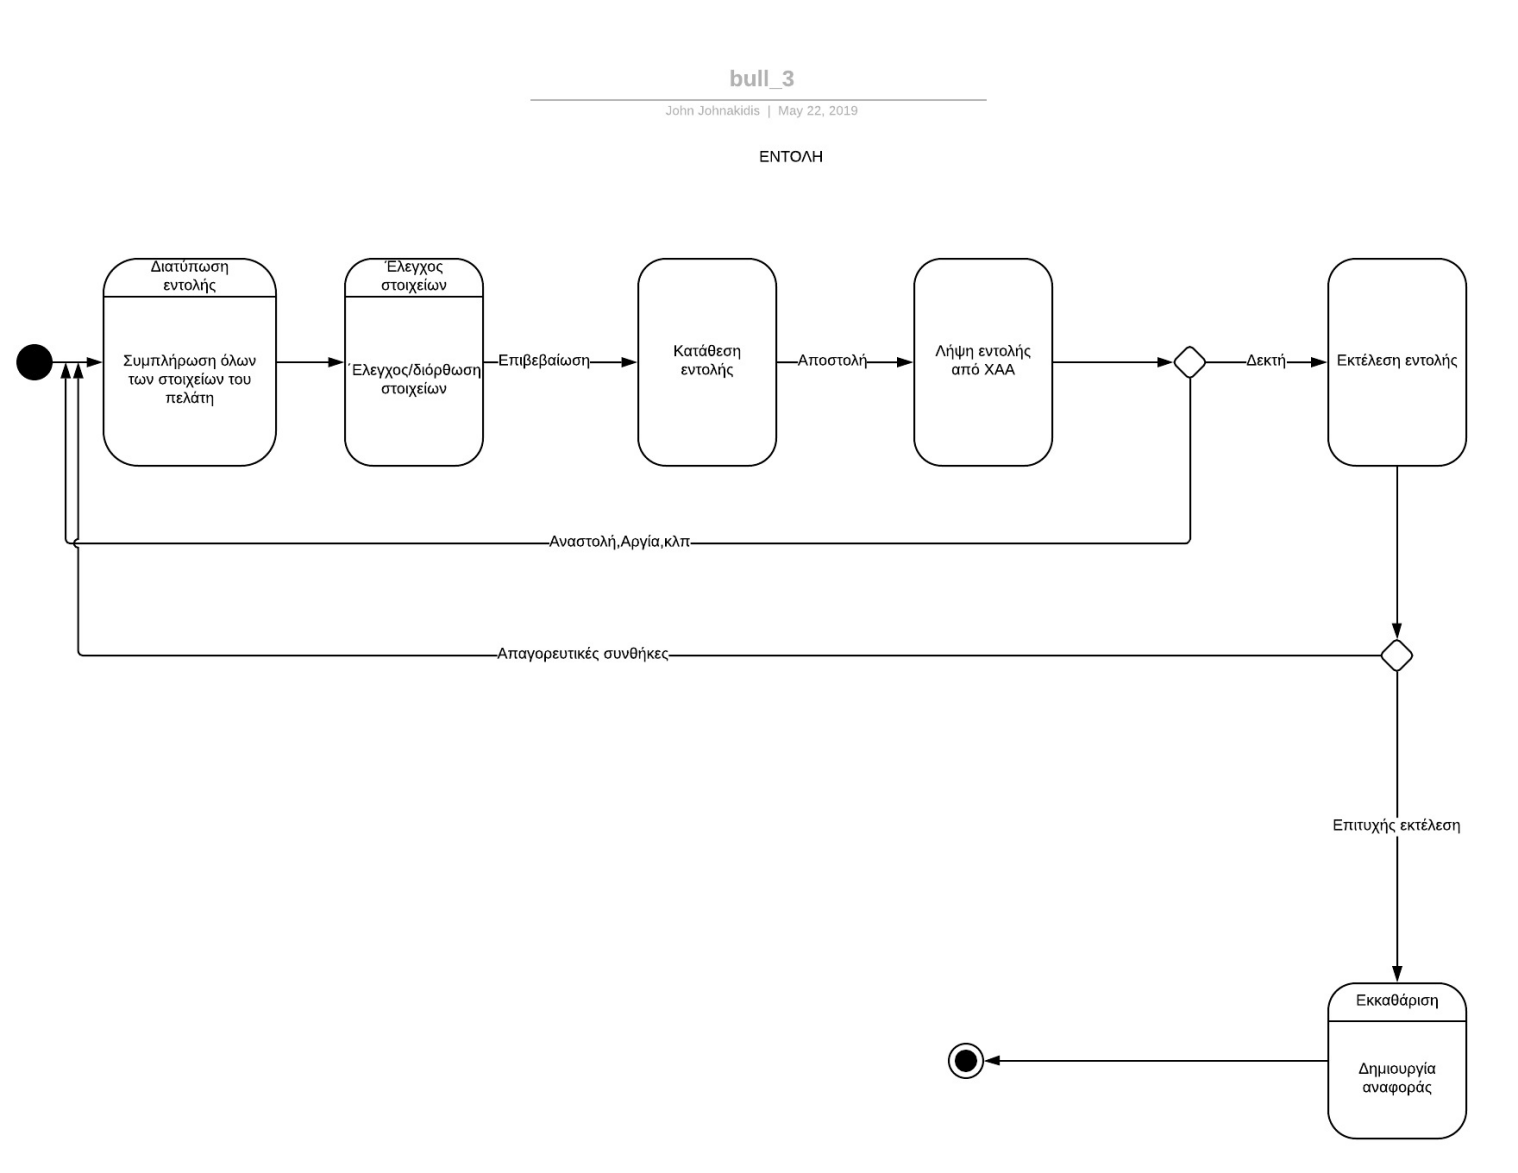 bull_3
John Johnakidis | May 22, 2019
ΕΝΤΟΛΗ
Διατύπωση
εντολής
Συμπλήρωση όλων
των στοιχείων του
πελάτη
Έλεγχος
στοιχείων
Έλεγχος/διόρθωση
στοιχείων
Επιβεβαίωση
Κατάθεση
εντολής
Αποστολή
Λήψη εντολής
από ΧΑΑ
Δεκτή
Εκτέλεση εντολής
Αναστολή,Αργία,κλπ
Απαγορευτικές συνθήκες
Επιτυχής εκτέλεση
Εκκαθάριση
Δημιουργία
αναφοράς